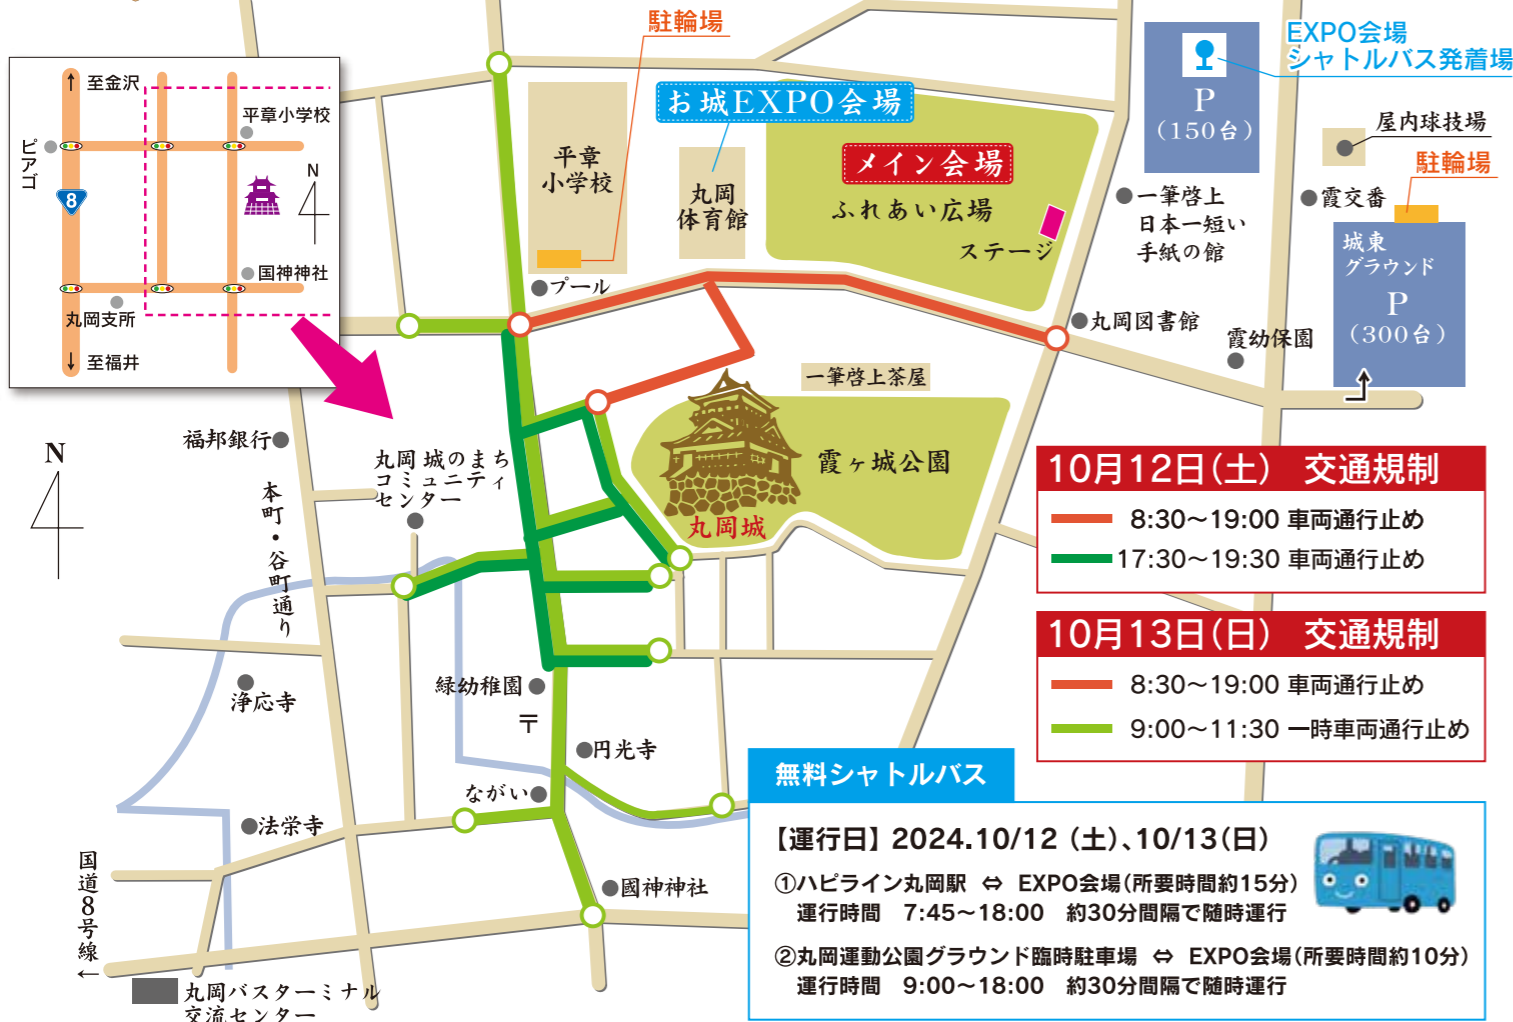 駐輪場
EXPO会場
シャトルバス発着場
P
(150台)
お城EXPO会場
メイン会場
ふれあい広場
ステージ
平章
小学校
丸岡
体育館
プール
屋内球技場
駐輪場
霞交番
一筆啓上
日本一短い
手紙の館
城東
グラウンド
P
(300台)
丸岡図書館
霞幼保園
至金沢
平章小学校
ピアゴ
8
N
国神神社
丸岡支所
至福井
一筆啓上茶屋
霞ヶ城公園
丸岡城
福邦銀行
N
本町・谷町通り
丸岡 城のまち
コミュニティ
センター
緑幼稚園
〒
浄応寺
円光寺
ながい
法栄寺
國神神社
国道8号線←
丸岡バスターミナル
交流センター
10月12日(土) 交通規制
8:30～19:00 車両通行止め
17:30～19:30 車両通行止め
10月13日(日) 交通規制
8:30～19:00 車両通行止め
9:00～11:30 一時車両通行止め
無料シャトルバス
【運行日】2024.10/12 (土)、10/13(日)
①ハピライン丸岡駅 ⇔ EXPO会場(所要時間約15分)
運行時間 7:45～18:00 約30分間隔で随時運行
②丸岡運動公園グラウンド臨時駐車場 ⇔ EXPO会場(所要時間約10分)
運行時間 9:00～18:00 約30分間隔で随時運行